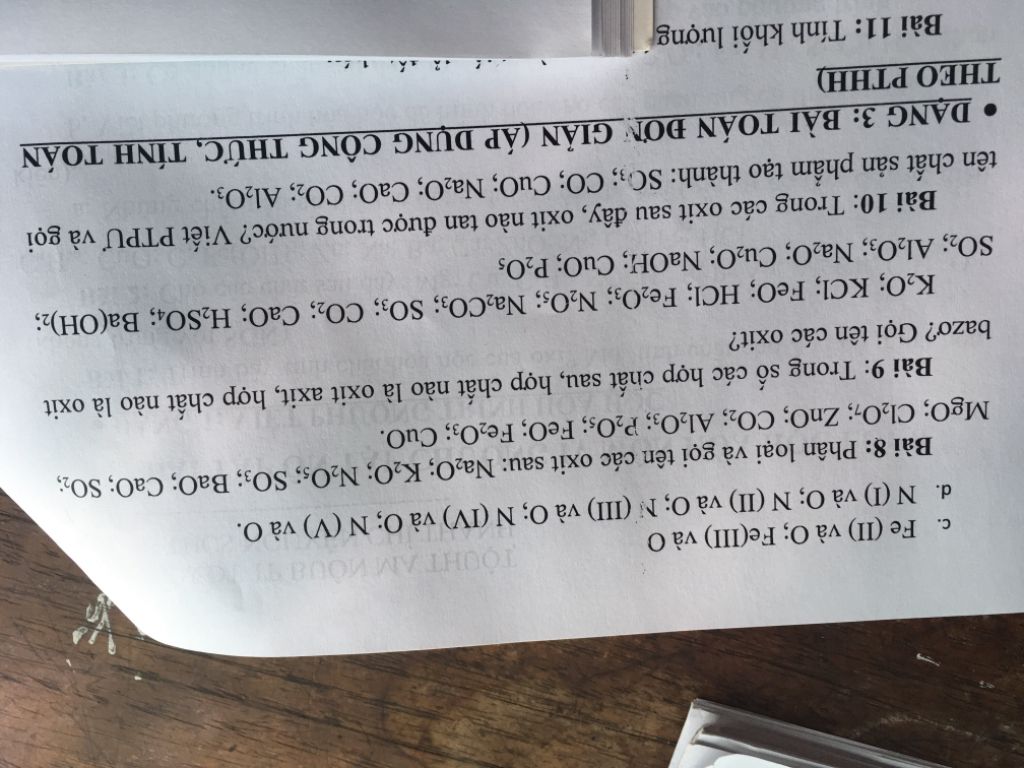 c. Fe (II) và O; Fe(III) và O
d. N (I) và O; N (II) và O; N (III) và O; N (IV) và O; N (V) và O.
Bài 8: Phân loại và gọi tên các oxit sau: Na₂O; K₂O; N₂O₅; SO₃; BaO; CaO; SO₂;
MgO; Cl₂O₇; ZnO; CO₂; Al₂O₃; P₂O₅; FeO; Fe₂O₃; CuO.
Bài 9: Trong số các hợp chất sau, hợp chất nào là oxit axit, hợp chất nào là oxit
bazơ? Gọi tên các oxit?
K₂O; KCl; FeO; HCl; Fe₂O₃; N₂O₅; Na₂CO₃; SO₃; CO₂; CaO; H₂SO₄; Ba(OH)₂;
SO₂; Al₂O₃; Na₂O; Cu₂O; NaOH; CuO; P₂O₅
Bài 10: Trong các oxit sau đây, oxit nào tan được trong nước? Viết PTPƯ và gọi
tên chất sản phẩm tạo thành: SO₃; CO; CuO; Na₂O; CaO; CO₂; Al₂O₃.
• DẠNG 3: BÀI TOÁN ĐƠN GIẢN (ÁP DỤNG CÔNG THỨC, TÍNH TOÁN
THEO PTHH)
Bài 11: Tính khối lượng